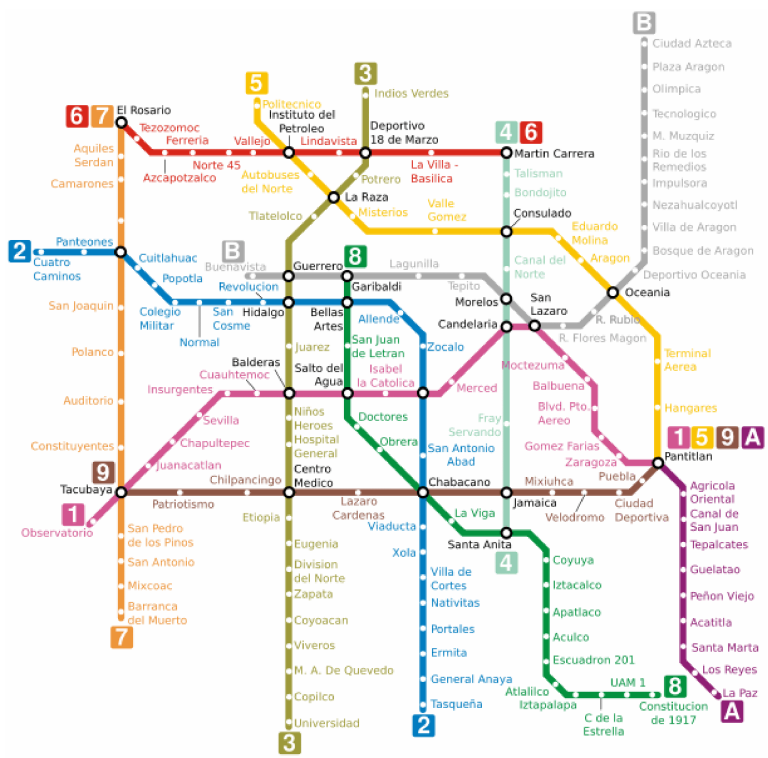 B
Ciudad Azteca
Plaza Aragon
Olimpica
Tecnologico
M. Muzquiz
Rio de los
Remedios
Impulsora
Nezahualcoyotl
Villa de Aragon
Bosque de Aragon
Deportivo Oceania
Oceania
R. Rubio
R. Flores Magon
5
Politecnico
Instituto del
Petroleo
3
Indios Verdes
Deportivo
18 de Marzo
6 7
El Rosario
Tezozomoc
Ferreria
Vallejo
Lindavista
Azcapotzalco
Norte 45
La Villa -
Basilica
4 6
Martin Carrera
Talisman
Bondojito
Aquiles
Serdan
Camarones
Autobuses
del Norte
Potrero
La Raza
Tlatelolco
Misterios
Valle
Gomez
Consulado
Eduardo
Molina
Aragon
Canal del
Norte
2
Panteones
Cuatro
Caminos
Cuitlahuac
Popotla
Colegio
Militar
Normal
San
Cosme
Revolucion
Hidalgo
B
Buenavista
Guerrero
8
Garibaldi
Lagunilla
Tepito
Morelos
San
Lazaro
Candelaria
Bellas
Artes
Allende
Zocalo
San Joaquin
Polanco
Auditorio
Constituyentes
Juarez
San Juan
de Letran
Balderas
Salto del
Agua
Isabel
la Catolica
Merced
Moctezuma
Balbuena
Blvd. Pto.
Aereo
Gomez Farias
Zaragoza
Terminal
Aerea
Hangares
1 5 9 A
Pantitlan
Cuauhtemoc
Insurgentes
Sevilla
Chapultepec
Juanacatlan
9
Tacubaya
1
Observatorio
Niños
Heroes
Hospital
General
Centro
Medico
Doctores
Obrera
San Antonio
Abad
Fray
Servando
Patriotismo
Chilpancingo
Lazaro
Cardenas
Chabacano
Jamaica
Mixiuhca
Velodromo
Ciudad
Deportiva
Puebla
San Pedro
de los Pinos
San Antonio
Mixcoac
Barranca
del Muerto
7
Etiopia
Eugenia
Division
del Norte
Zapata
Coyoacan
Viveros
M. A. De Quevedo
Copilco
Universidad
3
Viaducta
Xola
Villa de
Cortes
Nativitas
Portales
Ermita
General Anaya
Tasqueña
2
La Viga
Santa Anita
4
Coyuya
Iztacalco
Apatlaco
Aculco
Escuadron 201
Atlalilco
Iztapalapa
C de la
Estrella
UAM 1
8
Constitucion
de 1917
Agricola
Oriental
Canal de
San Juan
Tepalcates
Guelatao
Peñon Viejo
Acatitla
Santa Marta
Los Reyes
La Paz
A